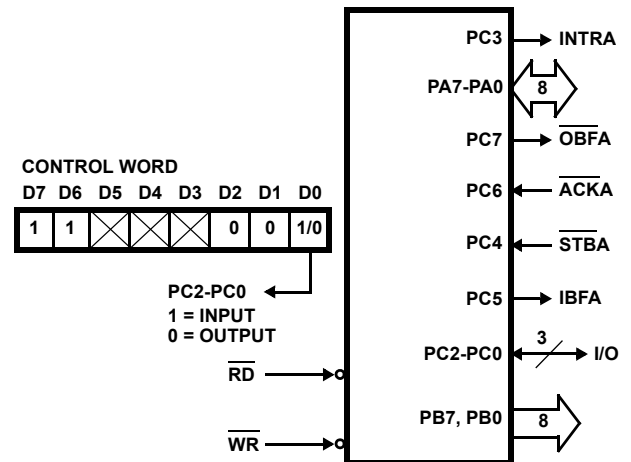 PC3 INTRA
PA7-PA0 8
PC7 OBFA
CONTROL WORD
D7 D6 D5 D4 D3 D2 D1 D0
1 1 0 0 1/0
PC6 ACKA
PC4 STBA
PC2-PC0
1 = INPUT
0 = OUTPUT
PC5 IBFA
PC2-PC0 3 I/O
RD
PB7, PB0 8
WR